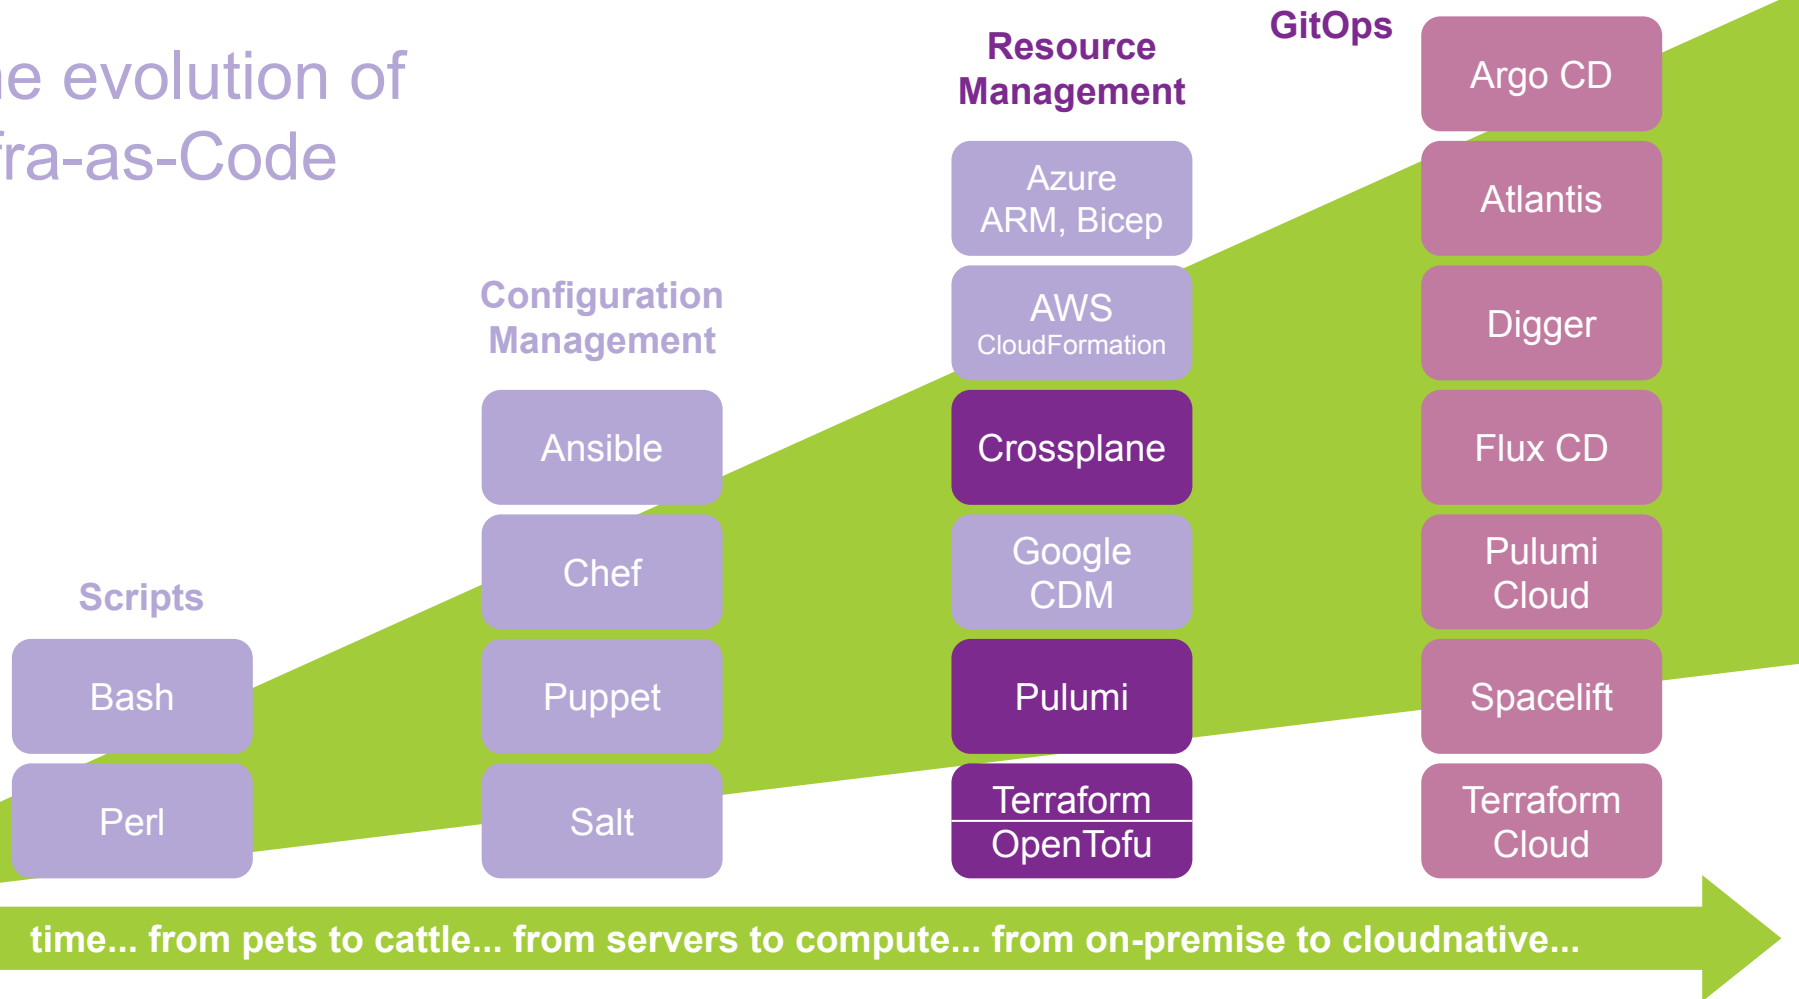 he evolution of
fra-as-Code
Scripts
Bash
Perl
Configuration
Management
Ansible
Chef
Puppet
Salt
Resource
Management
Azure
ARM, Bicep
AWS
CloudFormation
Crossplane
Google
CDM
Pulumi
Terraform
OpenTofu
GitOps
Argo CD
Atlantis
Digger
Flux CD
Pulumi
Cloud
Spacelift
Terraform
Cloud
time... from pets to cattle... from servers to compute... from on-premise to cloudnative...